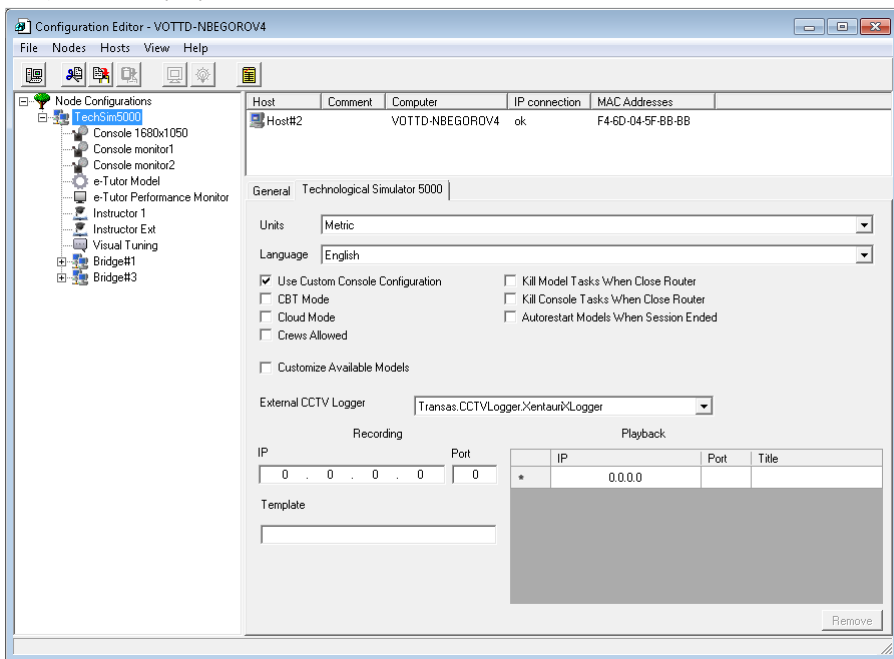 Configuration Editor - VOTTD-NBEGOROV4
File Nodes Hosts View Help
Node Configurations
TechSim5000
Console 1680x1050
Console monitor1
Console monitor2
e-Tutor Model
e-Tutor Performance Monitor
Instructor 1
Instructor Ext
Visual Tuning
Bridge#1
Bridge#3
Host Comment Computer IP connection MAC Addresses
Host#2 VOTTD-NBEGOROV4 ok F4-6D-04-5F-BB-BB
General Technological Simulator 5000
Units Metric
Language English
Use Custom Console Configuration Kill Model Tasks When Close Router
CBT Mode Kill Console Tasks When Close Router
Cloud Mode Autorestart Models When Session Ended
Crews Allowed
Customize Available Models
External CCTV Logger Transas.CCTVLogger.XentauriXLogger
Recording Playback
IP Port IP Port Title
0 . 0 . 0 . 0 0 * 0.0.0.0
Template
Remove